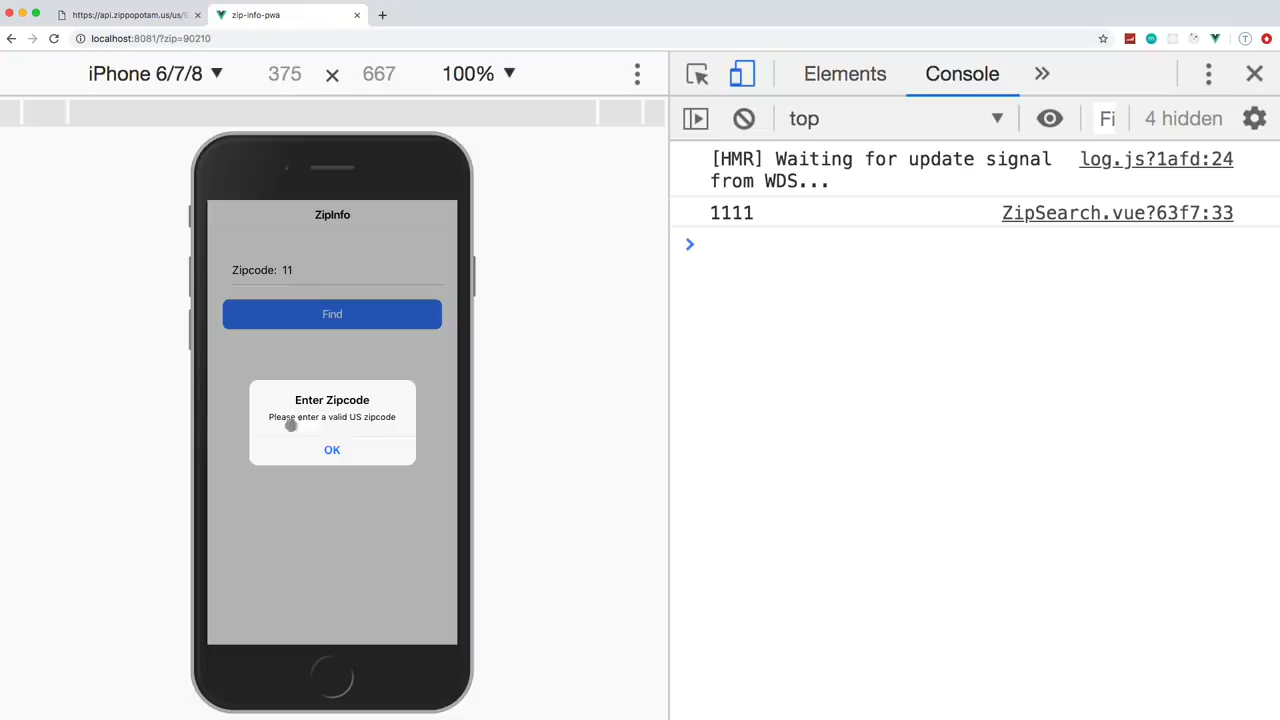 https://api.zippopotam.us/us/9
zip-info-pwa
localhost:8081/?zip=90210
iPhone 6/7/8 ▼ 375 × 667 100% ▼
Elements Console
top ▼ Fi 4 hidden
[HMR] Waiting for update signal from WDS... log.js?1afd:24
1111 ZipSearch.vue?63f7:33
ZipInfo
Zipcode: 11
Find
Enter Zipcode
Please enter a valid US zipcode
OK